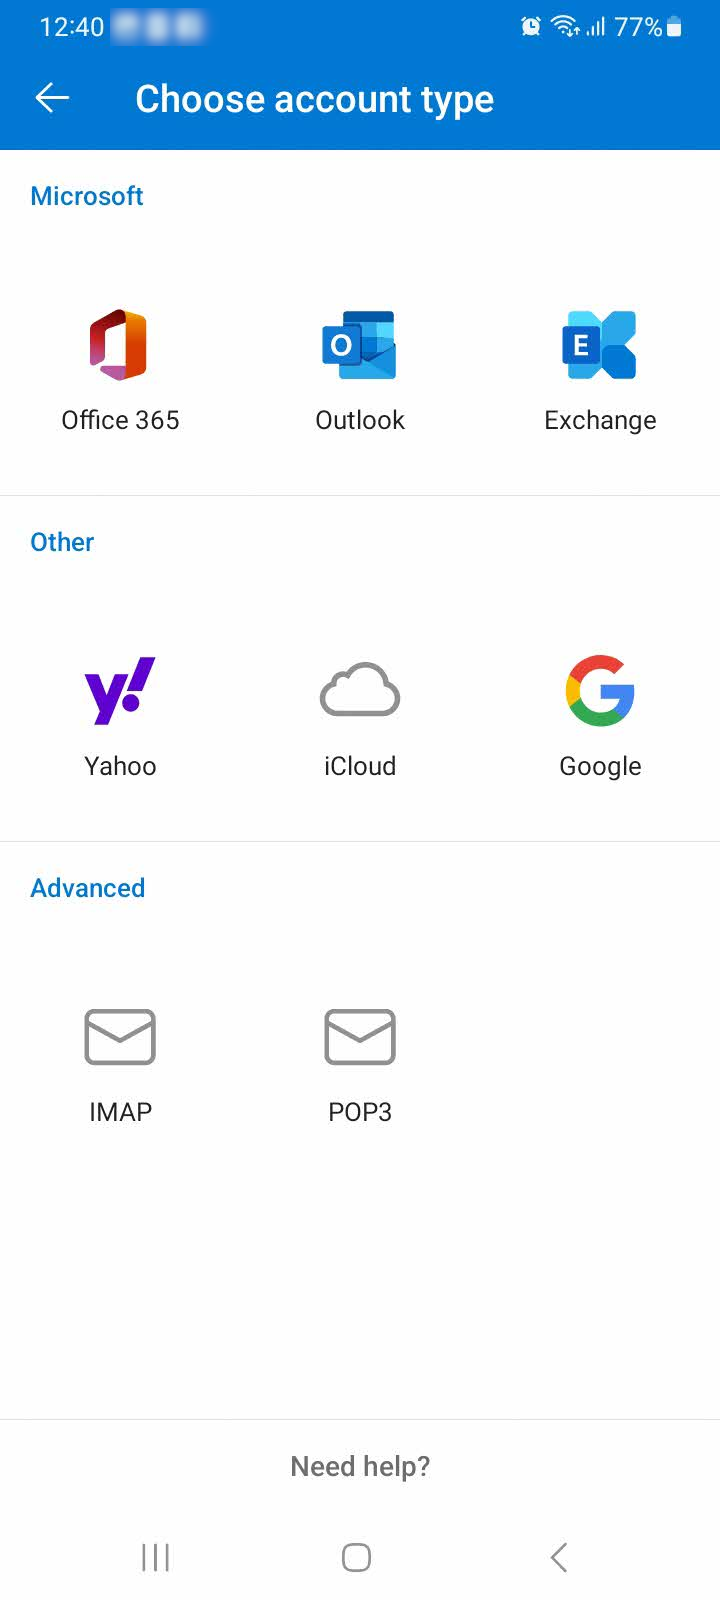 12:40 77%
Choose account type
Microsoft
Office 365 Outlook Exchange
Other
Yahoo iCloud Google
Advanced
IMAP POP3
Need help?